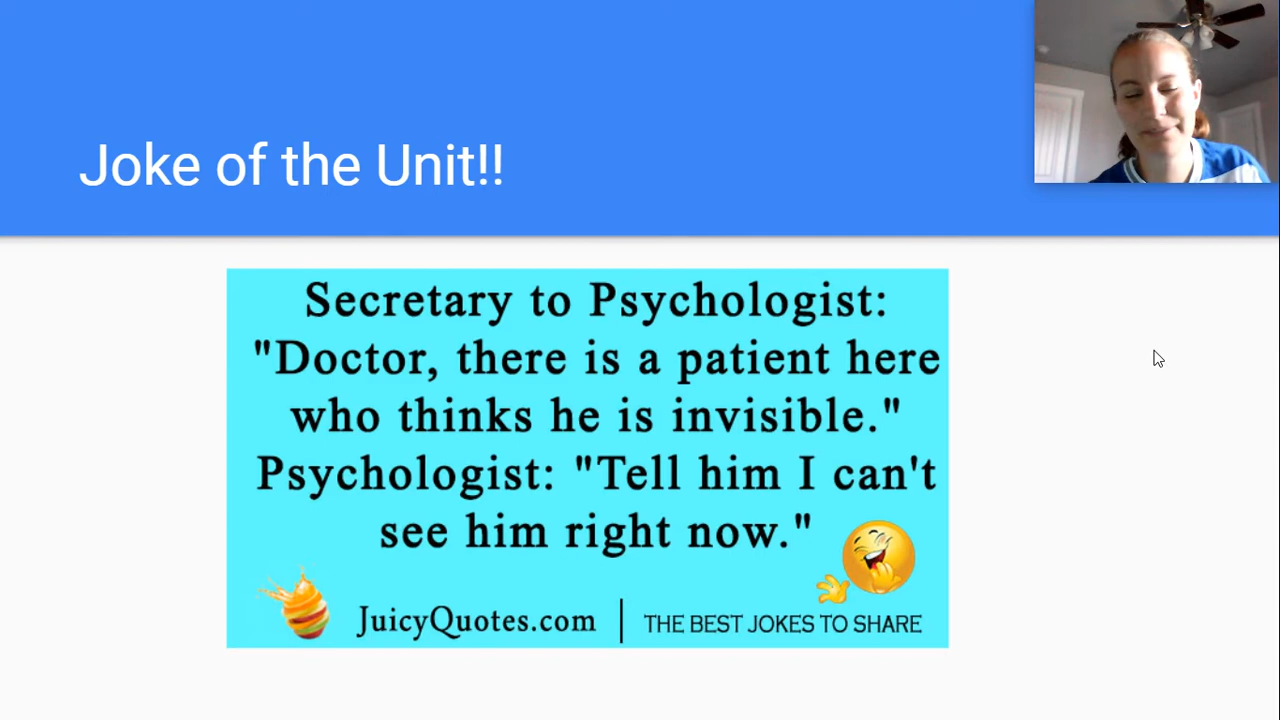 Joke of the Unit!!
Secretary to Psychologist:
"Doctor, there is a patient here
who thinks he is invisible."
Psychologist: "Tell him I can't
see him right now."
JuicyQuotes.com | THE BEST JOKES TO SHARE